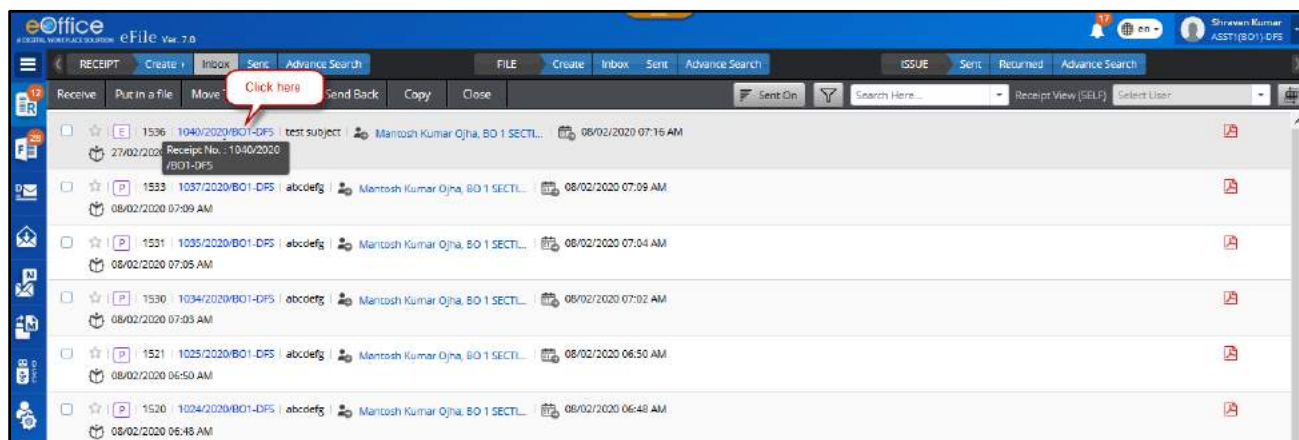 eOffice eFile Ver. 7.0
A DIGITAL WORKPLACE SOLUTION
17 en Shravan Kumar
ASST1(BO1)-DFS
RECEIPT Create Inbox Sent Advance Search FILE Create Inbox Sent Advance Search ISSUE Sent Returned Advance Search
Receive Put in a file Move Click here Send Back Copy Close Sent On Search Here... Receipt View (SELF) Select User
E 1536 1040/2020/BO1-DFS test subject Mantosh Kumar Ojha, BO 1 SECTI... 08/02/2020 07:16 AM
27/02/202
Receipt No. : 1040/2020
/BO1-DFS
P 1533 1037/2020/BO1-DFS abcdefg Mantosh Kumar Ojha, BO 1 SECTI... 08/02/2020 07:09 AM
08/02/2020 07:09 AM
P 1531 1035/2020/BO1-DFS abcdefg Mantosh Kumar Ojha, BO 1 SECTI... 08/02/2020 07:04 AM
08/02/2020 07:05 AM
P 1530 1034/2020/BO1-DFS abcdefg Mantosh Kumar Ojha, BO 1 SECTI... 08/02/2020 07:02 AM
08/02/2020 07:03 AM
P 1521 1025/2020/BO1-DFS abcdefg Mantosh Kumar Ojha, BO 1 SECTI... 08/02/2020 06:50 AM
08/02/2020 06:50 AM
P 1520 1024/2020/BO1-DFS abcdefg Mantosh Kumar Ojha, BO 1 SECTI... 08/02/2020 06:48 AM
08/02/2020 06:48 AM